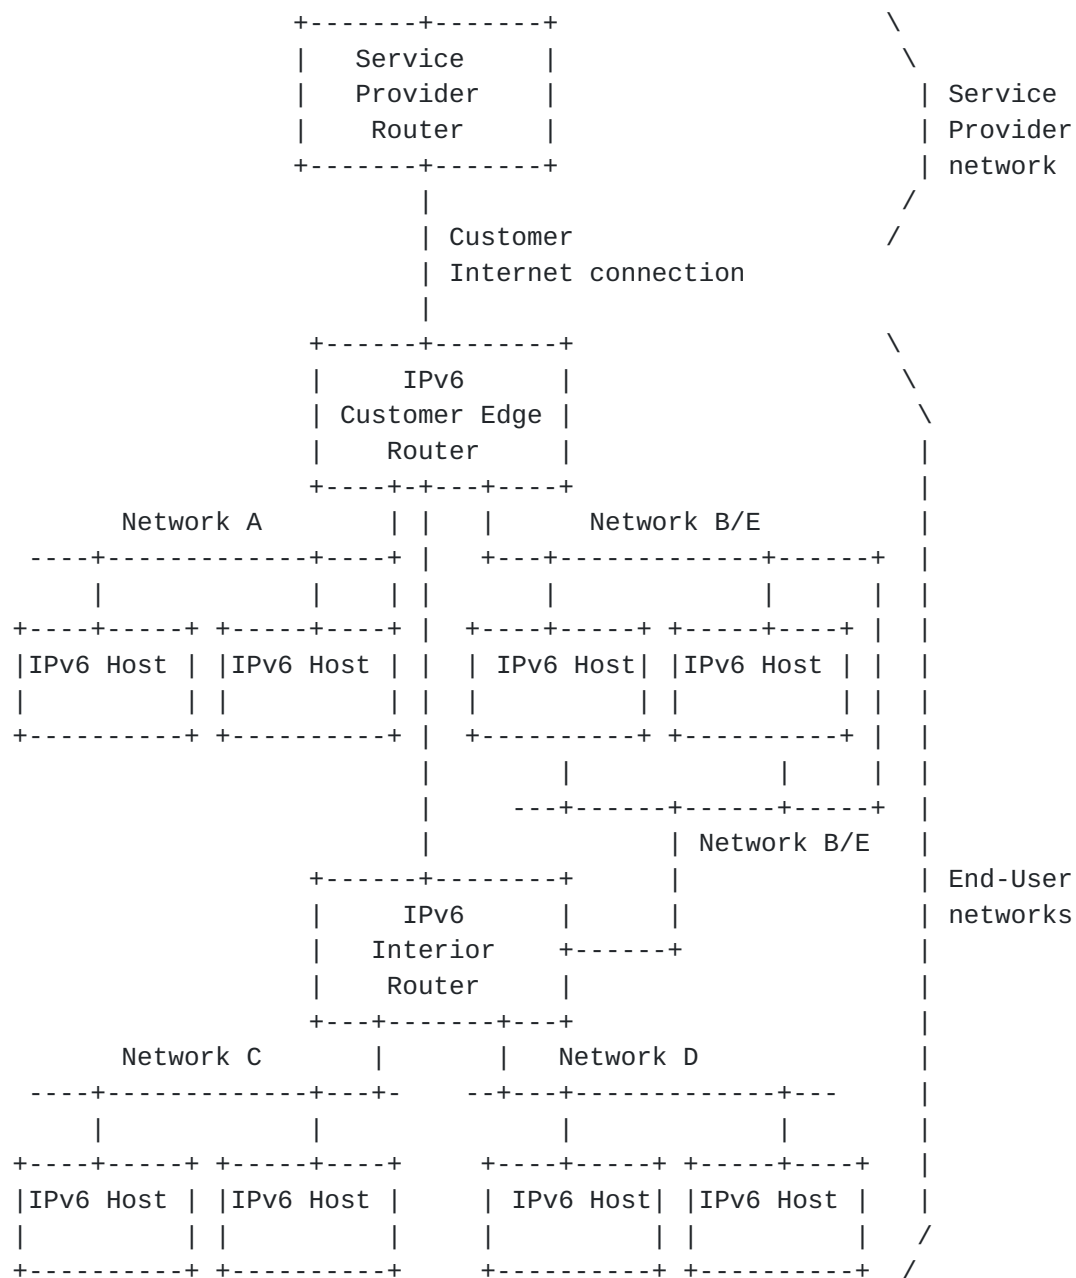 Service
Provider
Router
Service
Provider
network
Customer
Internet connection
IPv6
Customer Edge
Router
Network A
Network B/E
IPv6 Host
IPv6 Host
IPv6 Host
IPv6 Host
Network B/E
End-User
networks
IPv6
Interior
Router
Network C
Network D
IPv6 Host
IPv6 Host
IPv6 Host
IPv6 Host